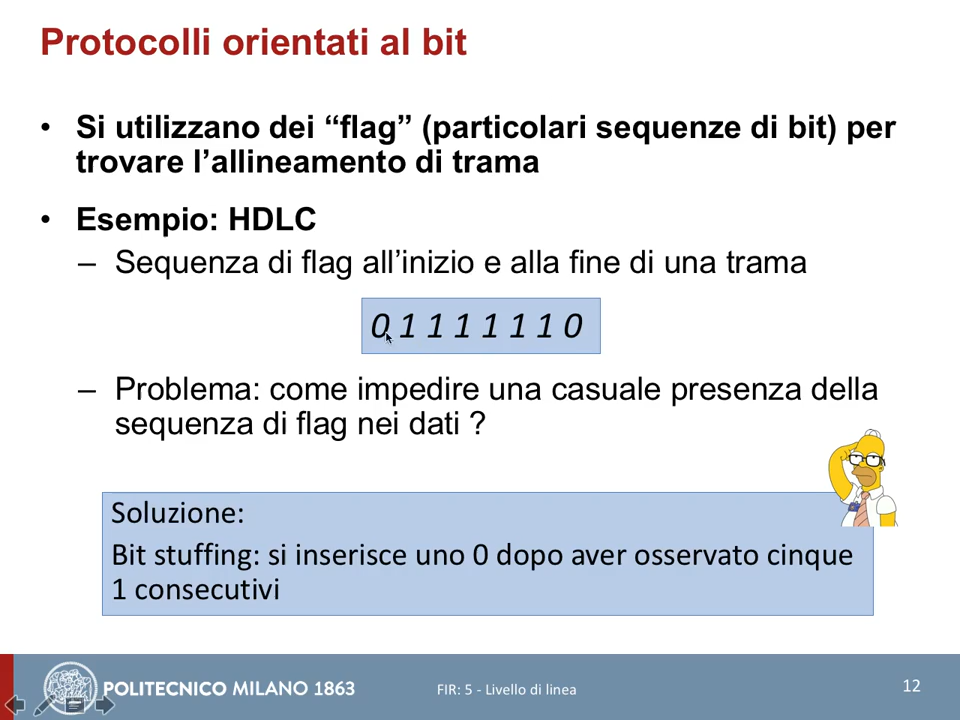 Protocolli orientati al bit
• Si utilizzano dei “flag” (particolari sequenze di bit) per
trovare l’allineamento di trama
• Esempio: HDLC
– Sequenza di flag all’inizio e alla fine di una trama
0 1 1 1 1 1 1 0
– Problema: come impedire una casuale presenza della
sequenza di flag nei dati ?
Soluzione:
Bit stuffing: si inserisce uno 0 dopo aver osservato cinque
1 consecutivi
POLITECNICO MILANO 1863
FIR: 5 - Livello di linea
12